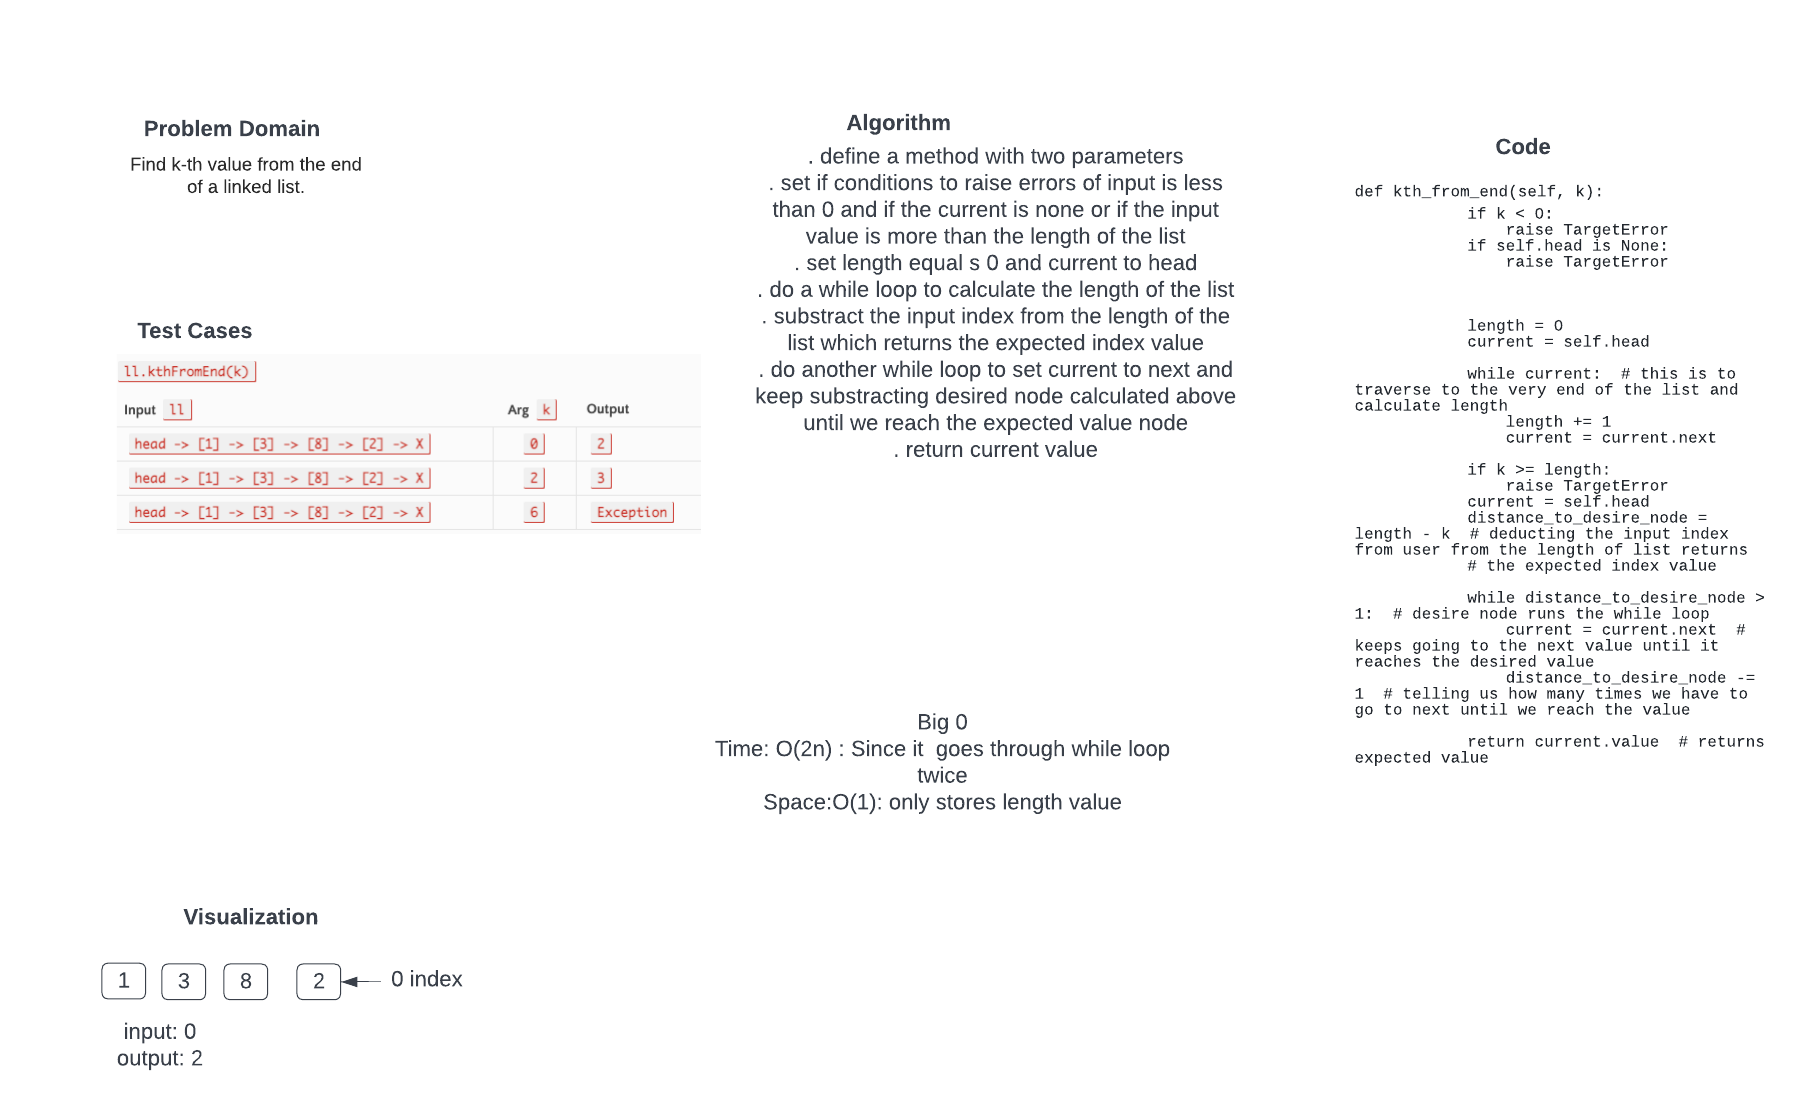 Problem Domain
Find k-th value from the end
of a linked list.
Test Cases
ll.kthFromEnd(k)
Input ll Arg k Output
head -> [1] -> [3] -> [8] -> [2] -> X 0 2
head -> [1] -> [3] -> [8] -> [2] -> X 2 3
head -> [1] -> [3] -> [8] -> [2] -> X 6 Exception
Algorithm
. define a method with two parameters
. set if conditions to raise errors of input is less
than 0 and if the current is none or if the input
value is more than the length of the list
. set length equal s 0 and current to head
. do a while loop to calculate the length of the list
. substract the input index from the length of the
list which returns the expected index value
. do another while loop to set current to next and
keep substracting desired node calculated above
until we reach the expected value node
. return current value
Big 0
Time: O(2n) : Since it  goes through while loop
twice
Space:O(1): only stores length value
Code
def kth_from_end(self, k):
if k < 0:
raise TargetError
if self.head is None:
raise TargetError
length = 0
current = self.head
while current:  # this is to
traverse to the very end of the list and
calculate length
length += 1
current = current.next
if k >= length:
raise TargetError
current = self.head
distance_to_desire_node =
length - k  # deducting the input index
from user from the length of list returns
# the expected index value
while distance_to_desire_node >
1:  # desire node runs the while loop
current = current.next  #
keeps going to the next value until it
reaches the desired value
distance_to_desire_node -=
1  # telling us how many times we have to
go to next until we reach the value
return current.value  # returns
expected value
Visualization
1 3 8 2 0 index
input: 0
output: 2